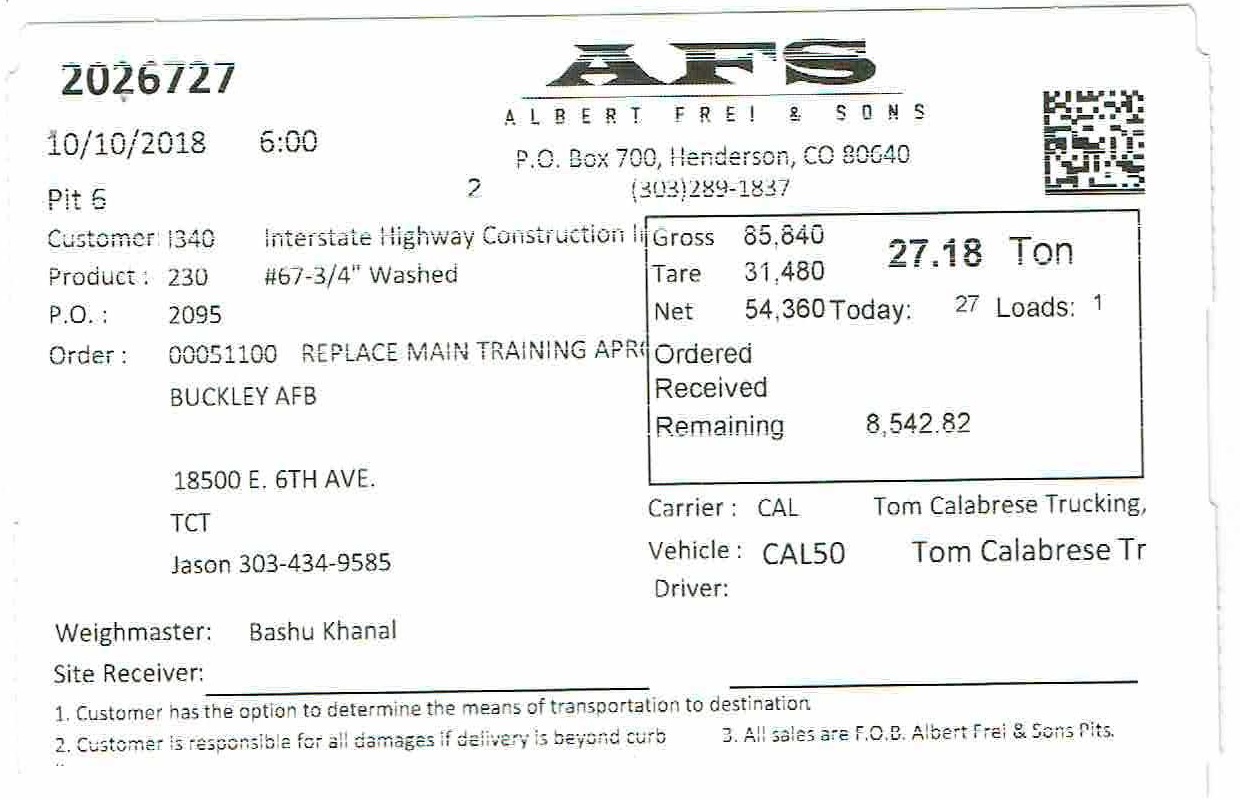 2026727
AFS
ALBERT FREI & SONS
10/10/2018 6:00
P.O. Box 700, Henderson, CO 80640
Pit 6 2 (303)289-1837
Customer: I340 Interstate Highway Construction I
Product : 230 #67-3/4" Washed
P.O. : 2095
Order : 00051100 REPLACE MAIN TRAINING APR
BUCKLEY AFB
18500 E. 6TH AVE.
TCT
Jason 303-434-9585
Gross 85,840 27.18 Ton
Tare 31,480
Net 54,360 Today: 27 Loads: 1
Ordered
Received
Remaining 8,542.82
Carrier : CAL Tom Calabrese Trucking,
Vehicle : CAL50 Tom Calabrese Tr
Driver:
Weighmaster: Bashu Khanal
Site Receiver:
1. Customer has the option to determine the means of transportation to destination
2. Customer is responsible for all damages if delivery is beyond curb 3. All sales are F.O.B. Albert Frei & Sons Pits.